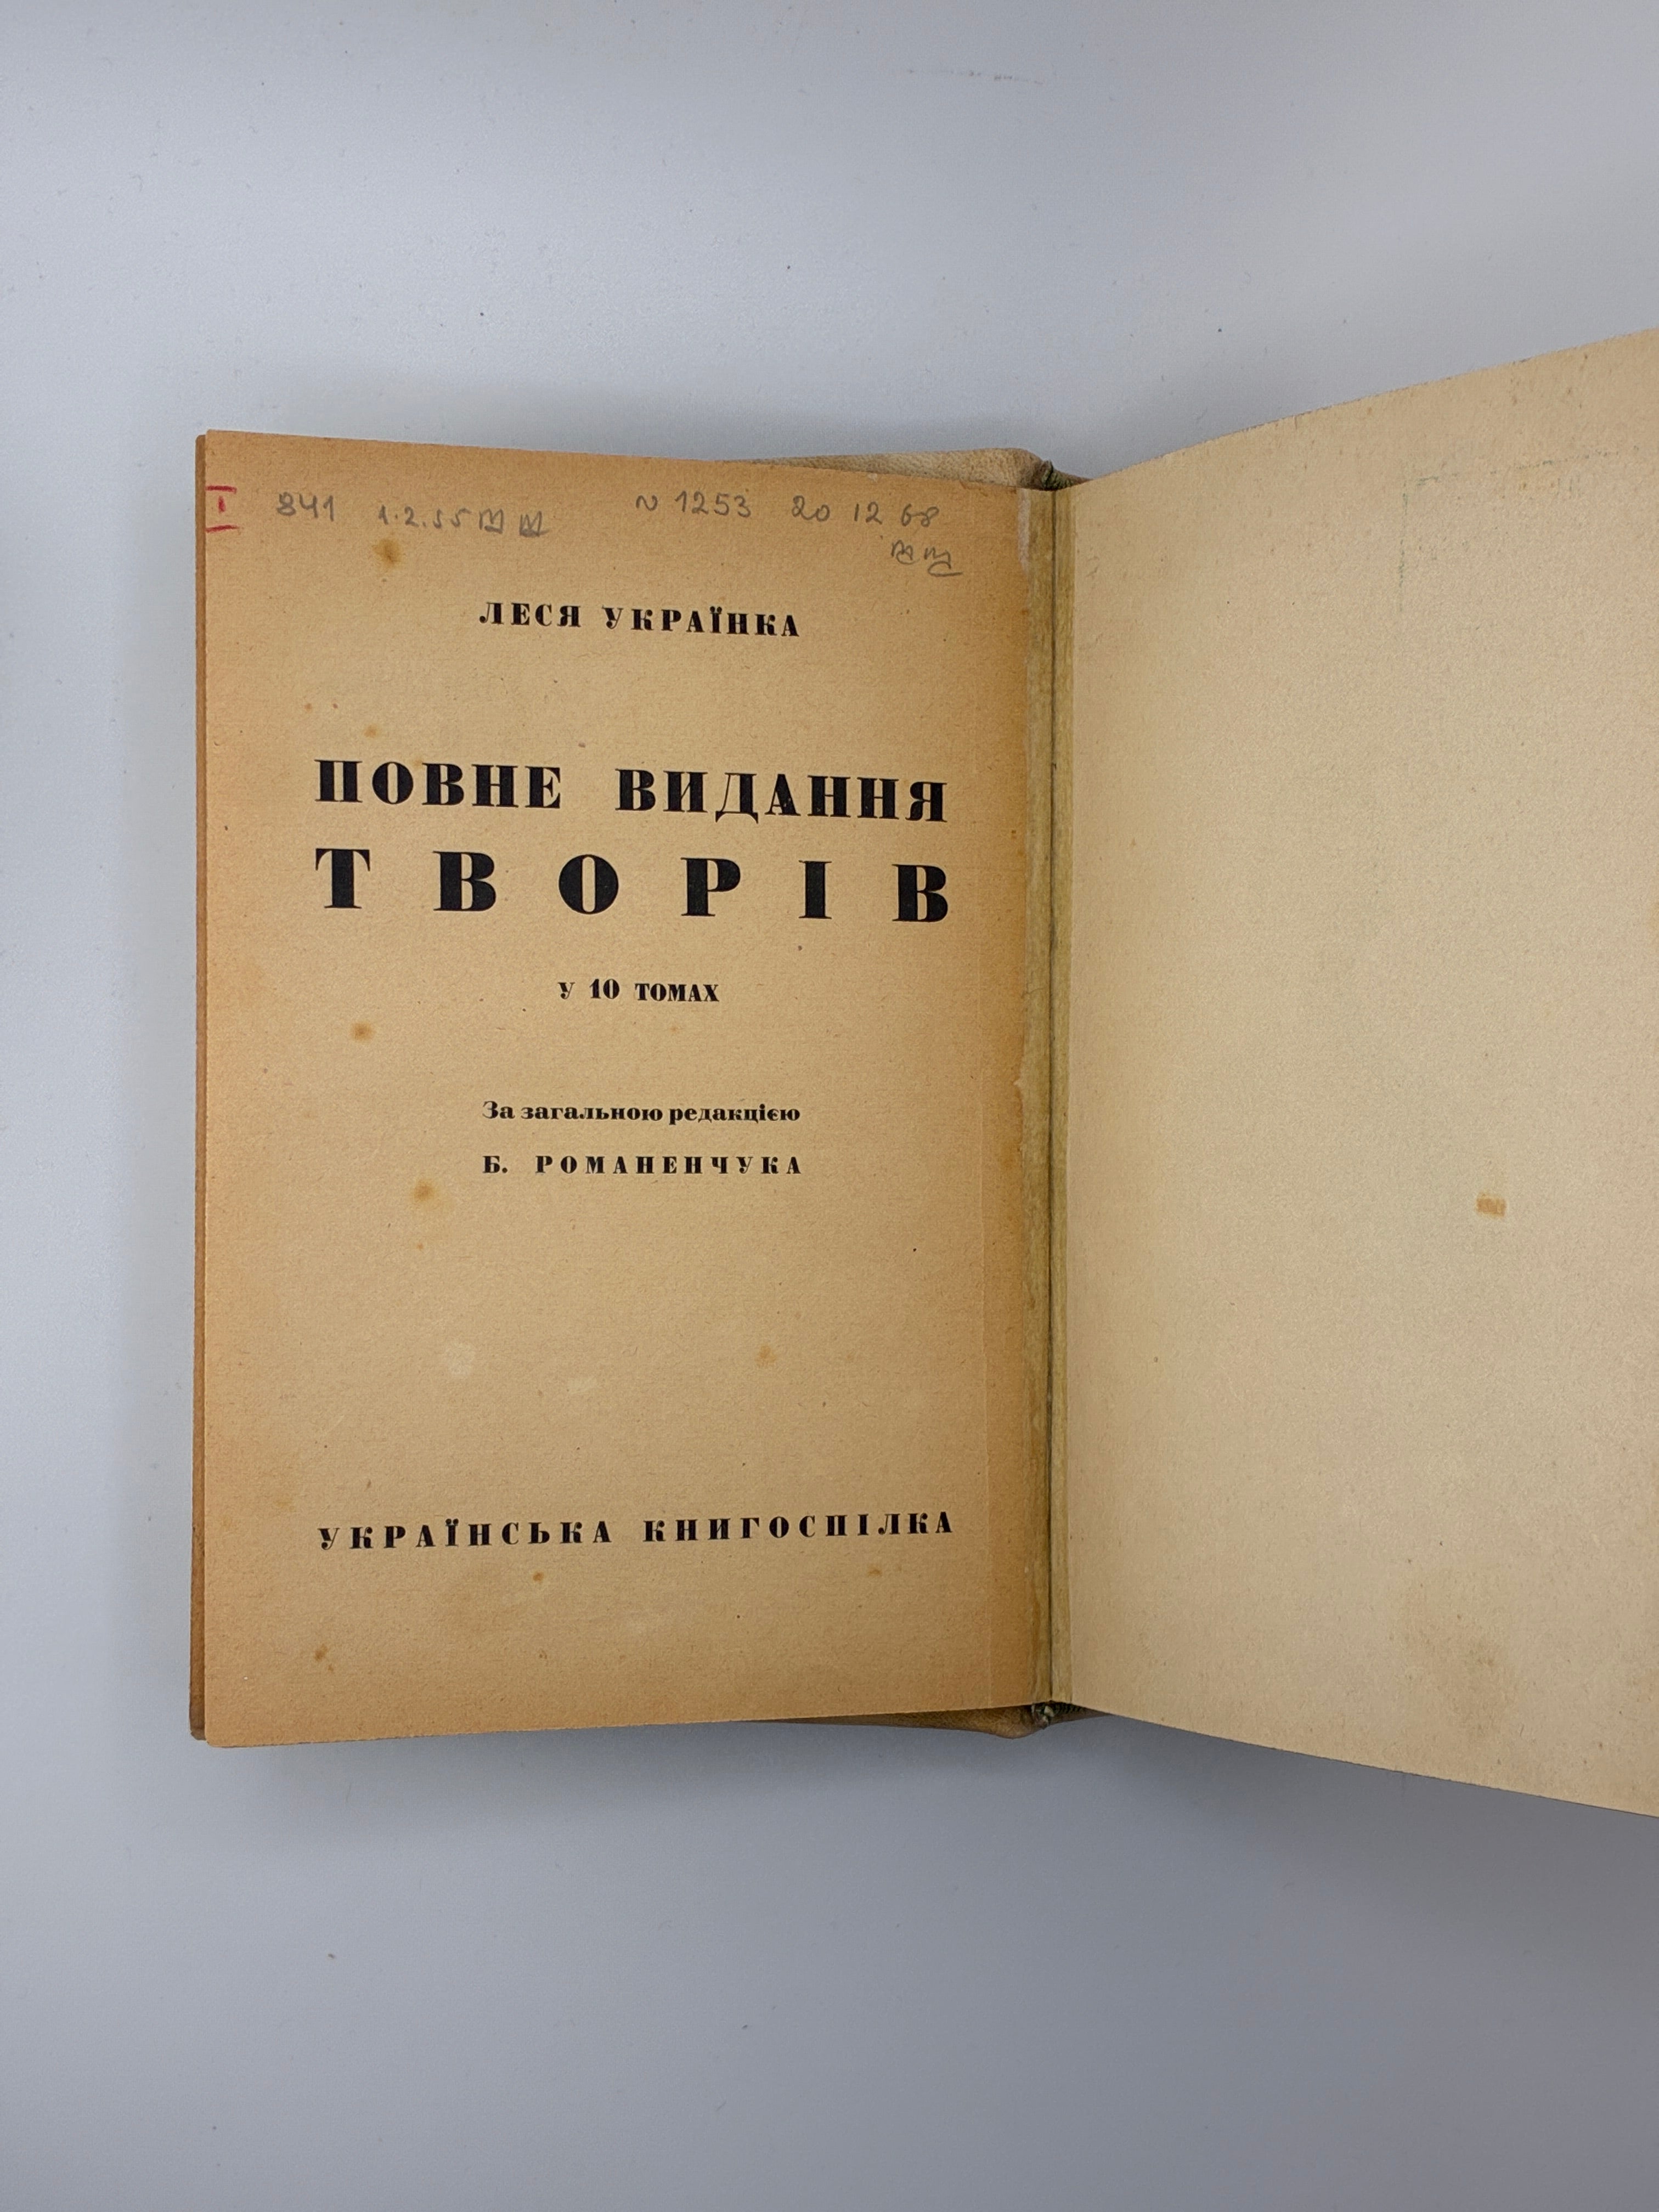 I 841 1.2.55 N 1253 20 12 68
ЛЕСЯ УКРАЇНКА
ПОВНЕ ВИДАННЯ
ТВОРІВ
У 10 ТОМАХ
За загальною редакцією
Б. РОМАНЕНЧУКА
УКРАЇНСЬКА КНИГОСПІЛКА